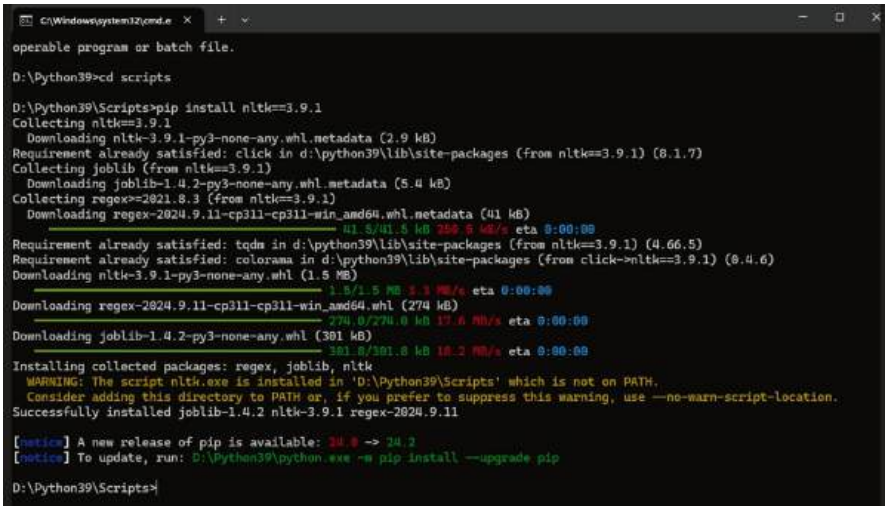 C:\Windows\system32\cmd.e
operable program or batch file.
D:\Python39>cd scripts
D:\Python39\Scripts>pip install nltk==3.9.1
Collecting nltk==3.9.1
Downloading nltk-3.9.1-py3-none-any.whl.metadata (2.9 kB)
Requirement already satisfied: click in d:\python39\lib\site-packages (from nltk==3.9.1) (8.1.7)
Collecting joblib (from nltk==3.9.1)
Downloading joblib-1.4.2-py3-none-any.whl.metadata (5.4 kB)
Collecting regex>=2021.8.3 (from nltk==3.9.1)
Downloading regex-2024.9.11-cp311-cp311-win_amd64.whl.metadata (41 kB)
41.5/41.5 kB kB/s eta 0:00:00
Requirement already satisfied: tqdm in d:\python39\lib\site-packages (from nltk==3.9.1) (4.66.5)
Requirement already satisfied: colorama in d:\python39\lib\site-packages (from click->nltk==3.9.1) (0.4.6)
Downloading nltk-3.9.1-py3-none-any.whl (1.5 MB)
1.5/1.5 MB 1.1 MB/s eta 0:00:00
Downloading regex-2024.9.11-cp311-cp311-win_amd64.whl (274 kB)
274.0/274.0 kB 17.6 MB/s eta 0:00:00
Downloading joblib-1.4.2-py3-none-any.whl (301 kB)
301.8/301.8 kB 18.2 MB/s eta 0:00:00
Installing collected packages: regex, joblib, nltk
WARNING: The script nltk.exe is installed in 'D:\Python39\Scripts' which is not on PATH.
Consider adding this directory to PATH or, if you prefer to suppress this warning, use --no-warn-script-location.
Successfully installed joblib-1.4.2 nltk-3.9.1 regex-2024.9.11
[notice] A new release of pip is available: 24.0 -> 24.2
[notice] To update, run: D:\Python39\python.exe -m pip install --upgrade pip
D:\Python39\Scripts>